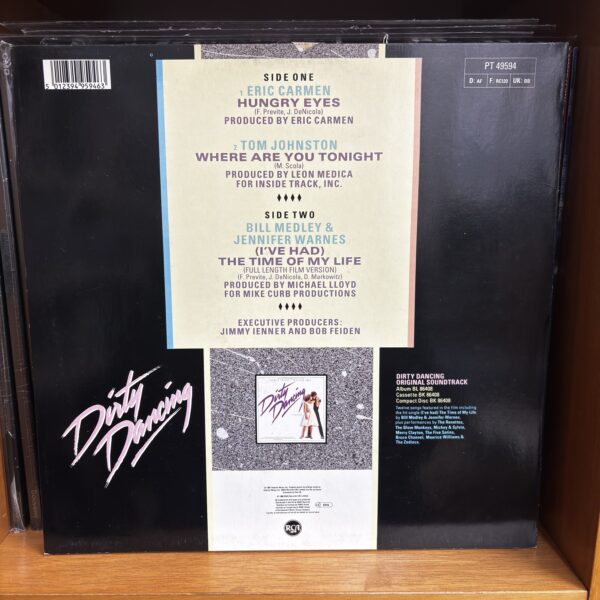 5 012394 959463
PT 49594
D: AF F: RC120 UK: BB
SIDE ONE
1 ERIC CARMEN
HUNGRY EYES
(F. Previte, J. DeNicola)
PRODUCED BY ERIC CARMEN
2 TOM JOHNSTON
WHERE ARE YOU TONIGHT
(M. Scola)
PRODUCED BY LEON MEDICA
FOR INSIDE TRACK, INC.
SIDE TWO
BILL MEDLEY &
JENNIFER WARNES
(I'VE HAD)
THE TIME OF MY LIFE
(FULL LENGTH FILM VERSION)
(F. Previte, J. DeNicola, D. Markowitz)
PRODUCED BY MICHAEL LLOYD
FOR MIKE CURB PRODUCTIONS
EXECUTIVE PRODUCERS:
JIMMY IENNER AND BOB FEIDEN
Dirty
Dancing
Dirty
Dancing
DIRTY DANCING
ORIGINAL SOUNDTRACK
Album BL 86408
Cassette BK 86408
Compact Disc BK 86408
Twelve songs featured in the film including
the hit single (I've had) The Time of My Life
by Bill Medley & Jennifer Warnes,
plus performances by The Ronettes,
The Blow Monkeys, Mickey & Sylvia,
Merry Clayton, The Five Satins,
Bruce Channel, Maurice Williams &
The Zodiacs.
RCA